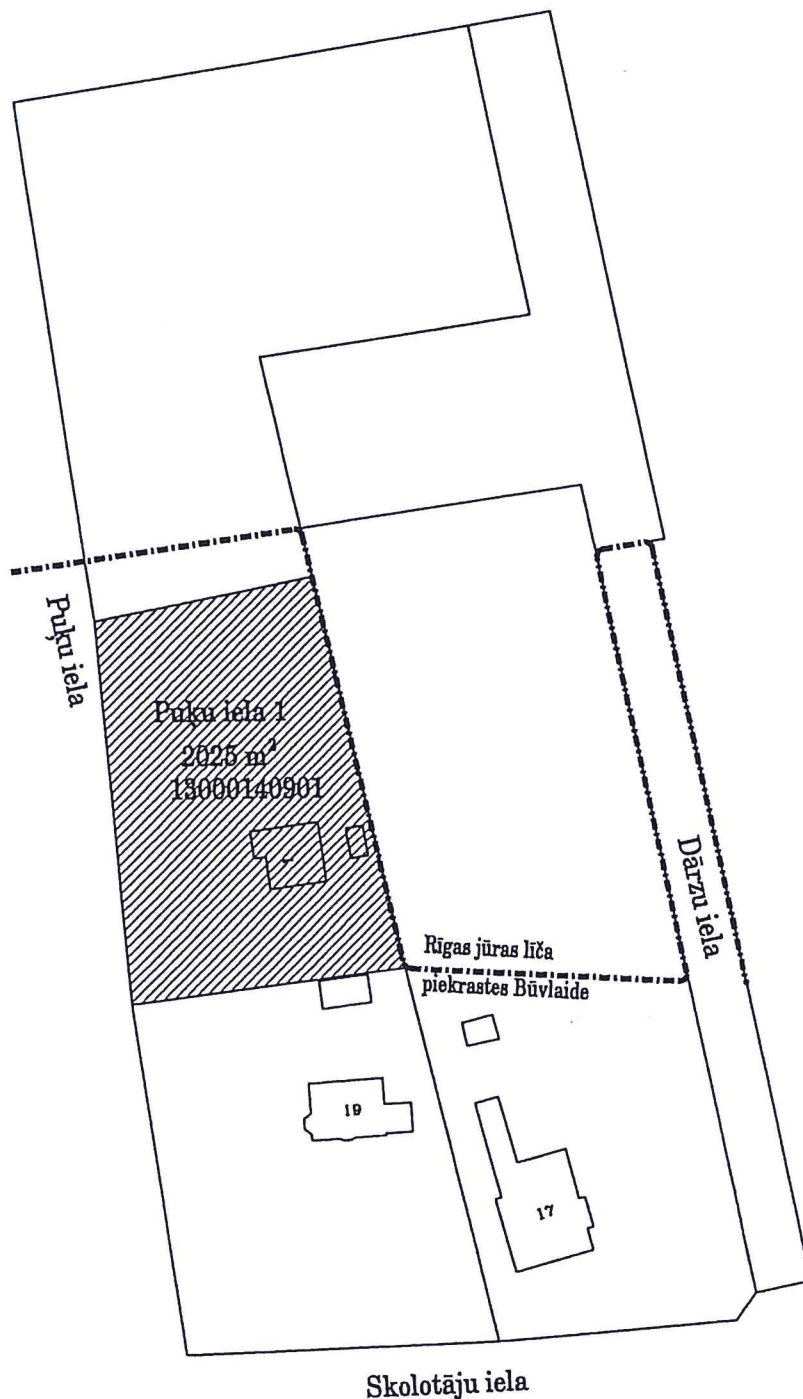 Puķu iela
Puķu iela 1
2025 m²
13000140901
Dārzu iela
Rīgas jūras līča
piekrastes Būvlaide
19
17
Skolotāju iela